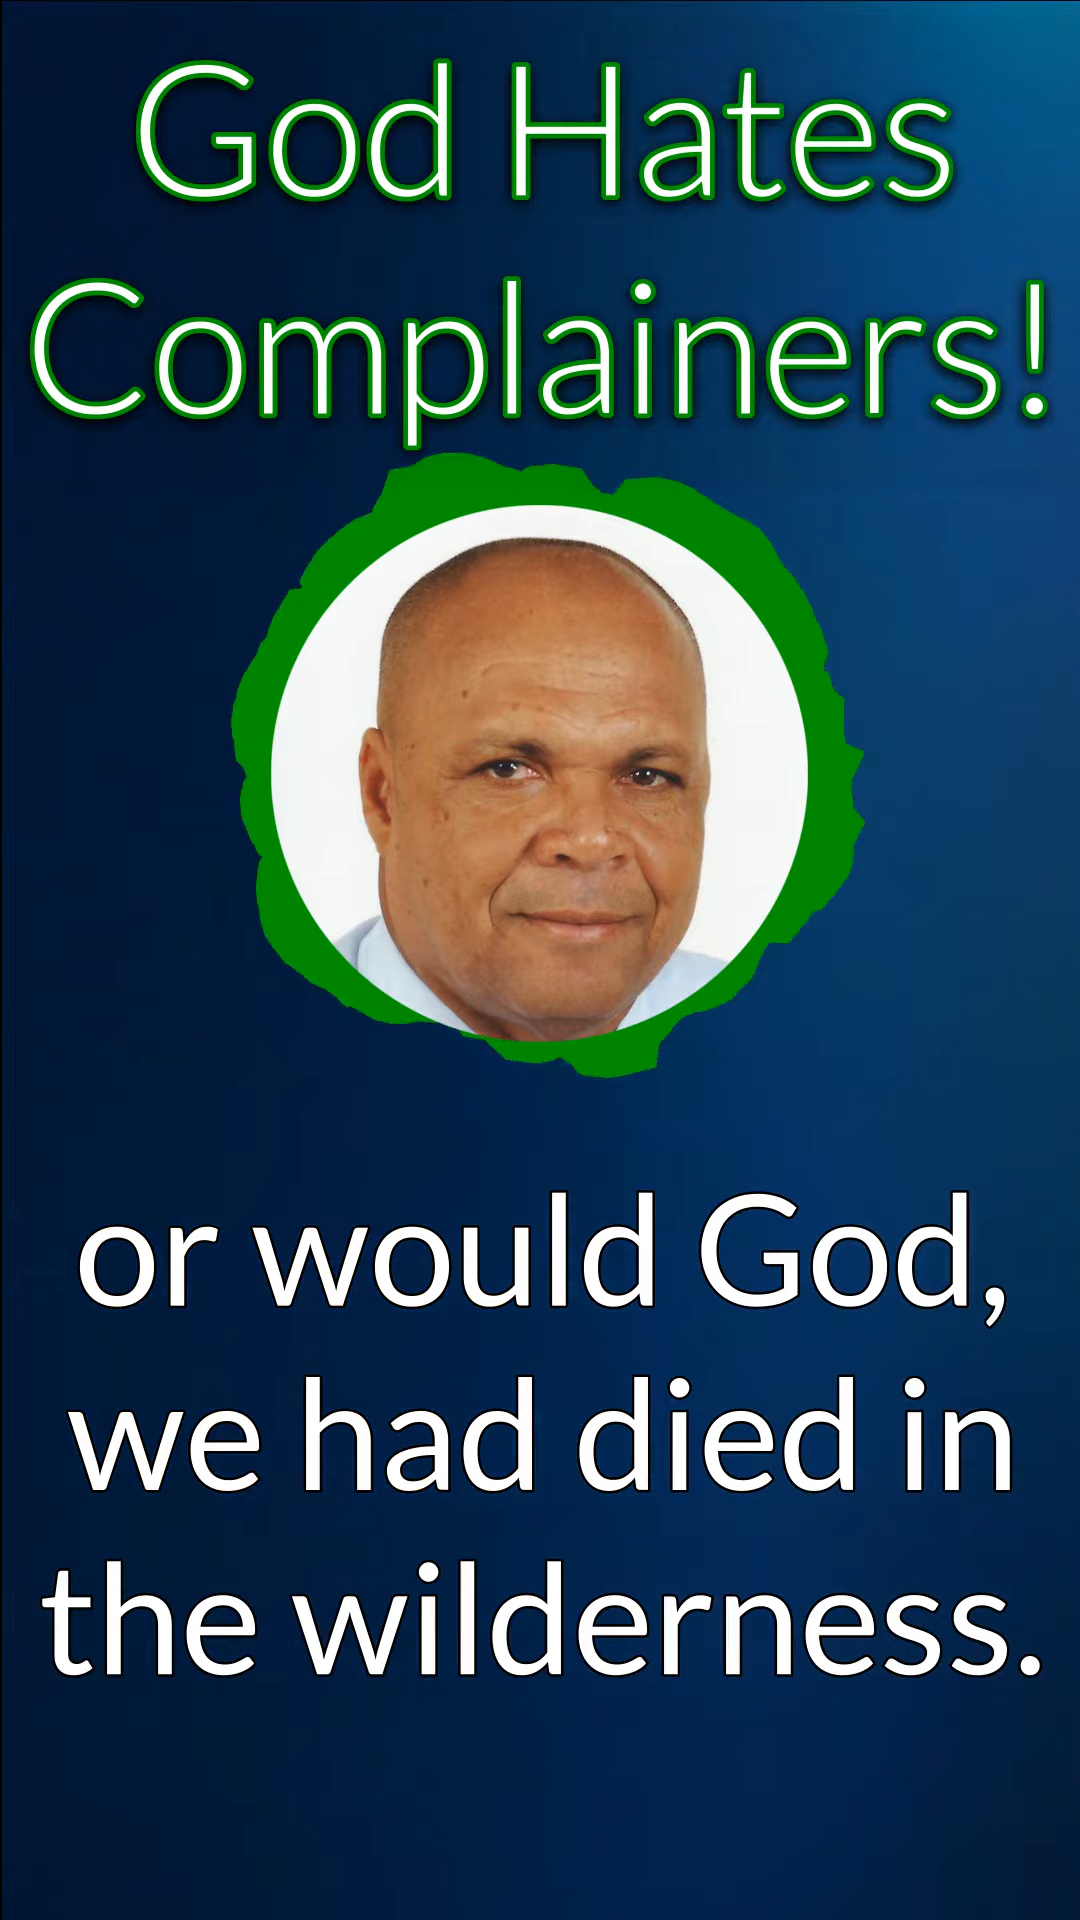 God Hates
Complainers!
or would God,
we had died in
the wilderness.